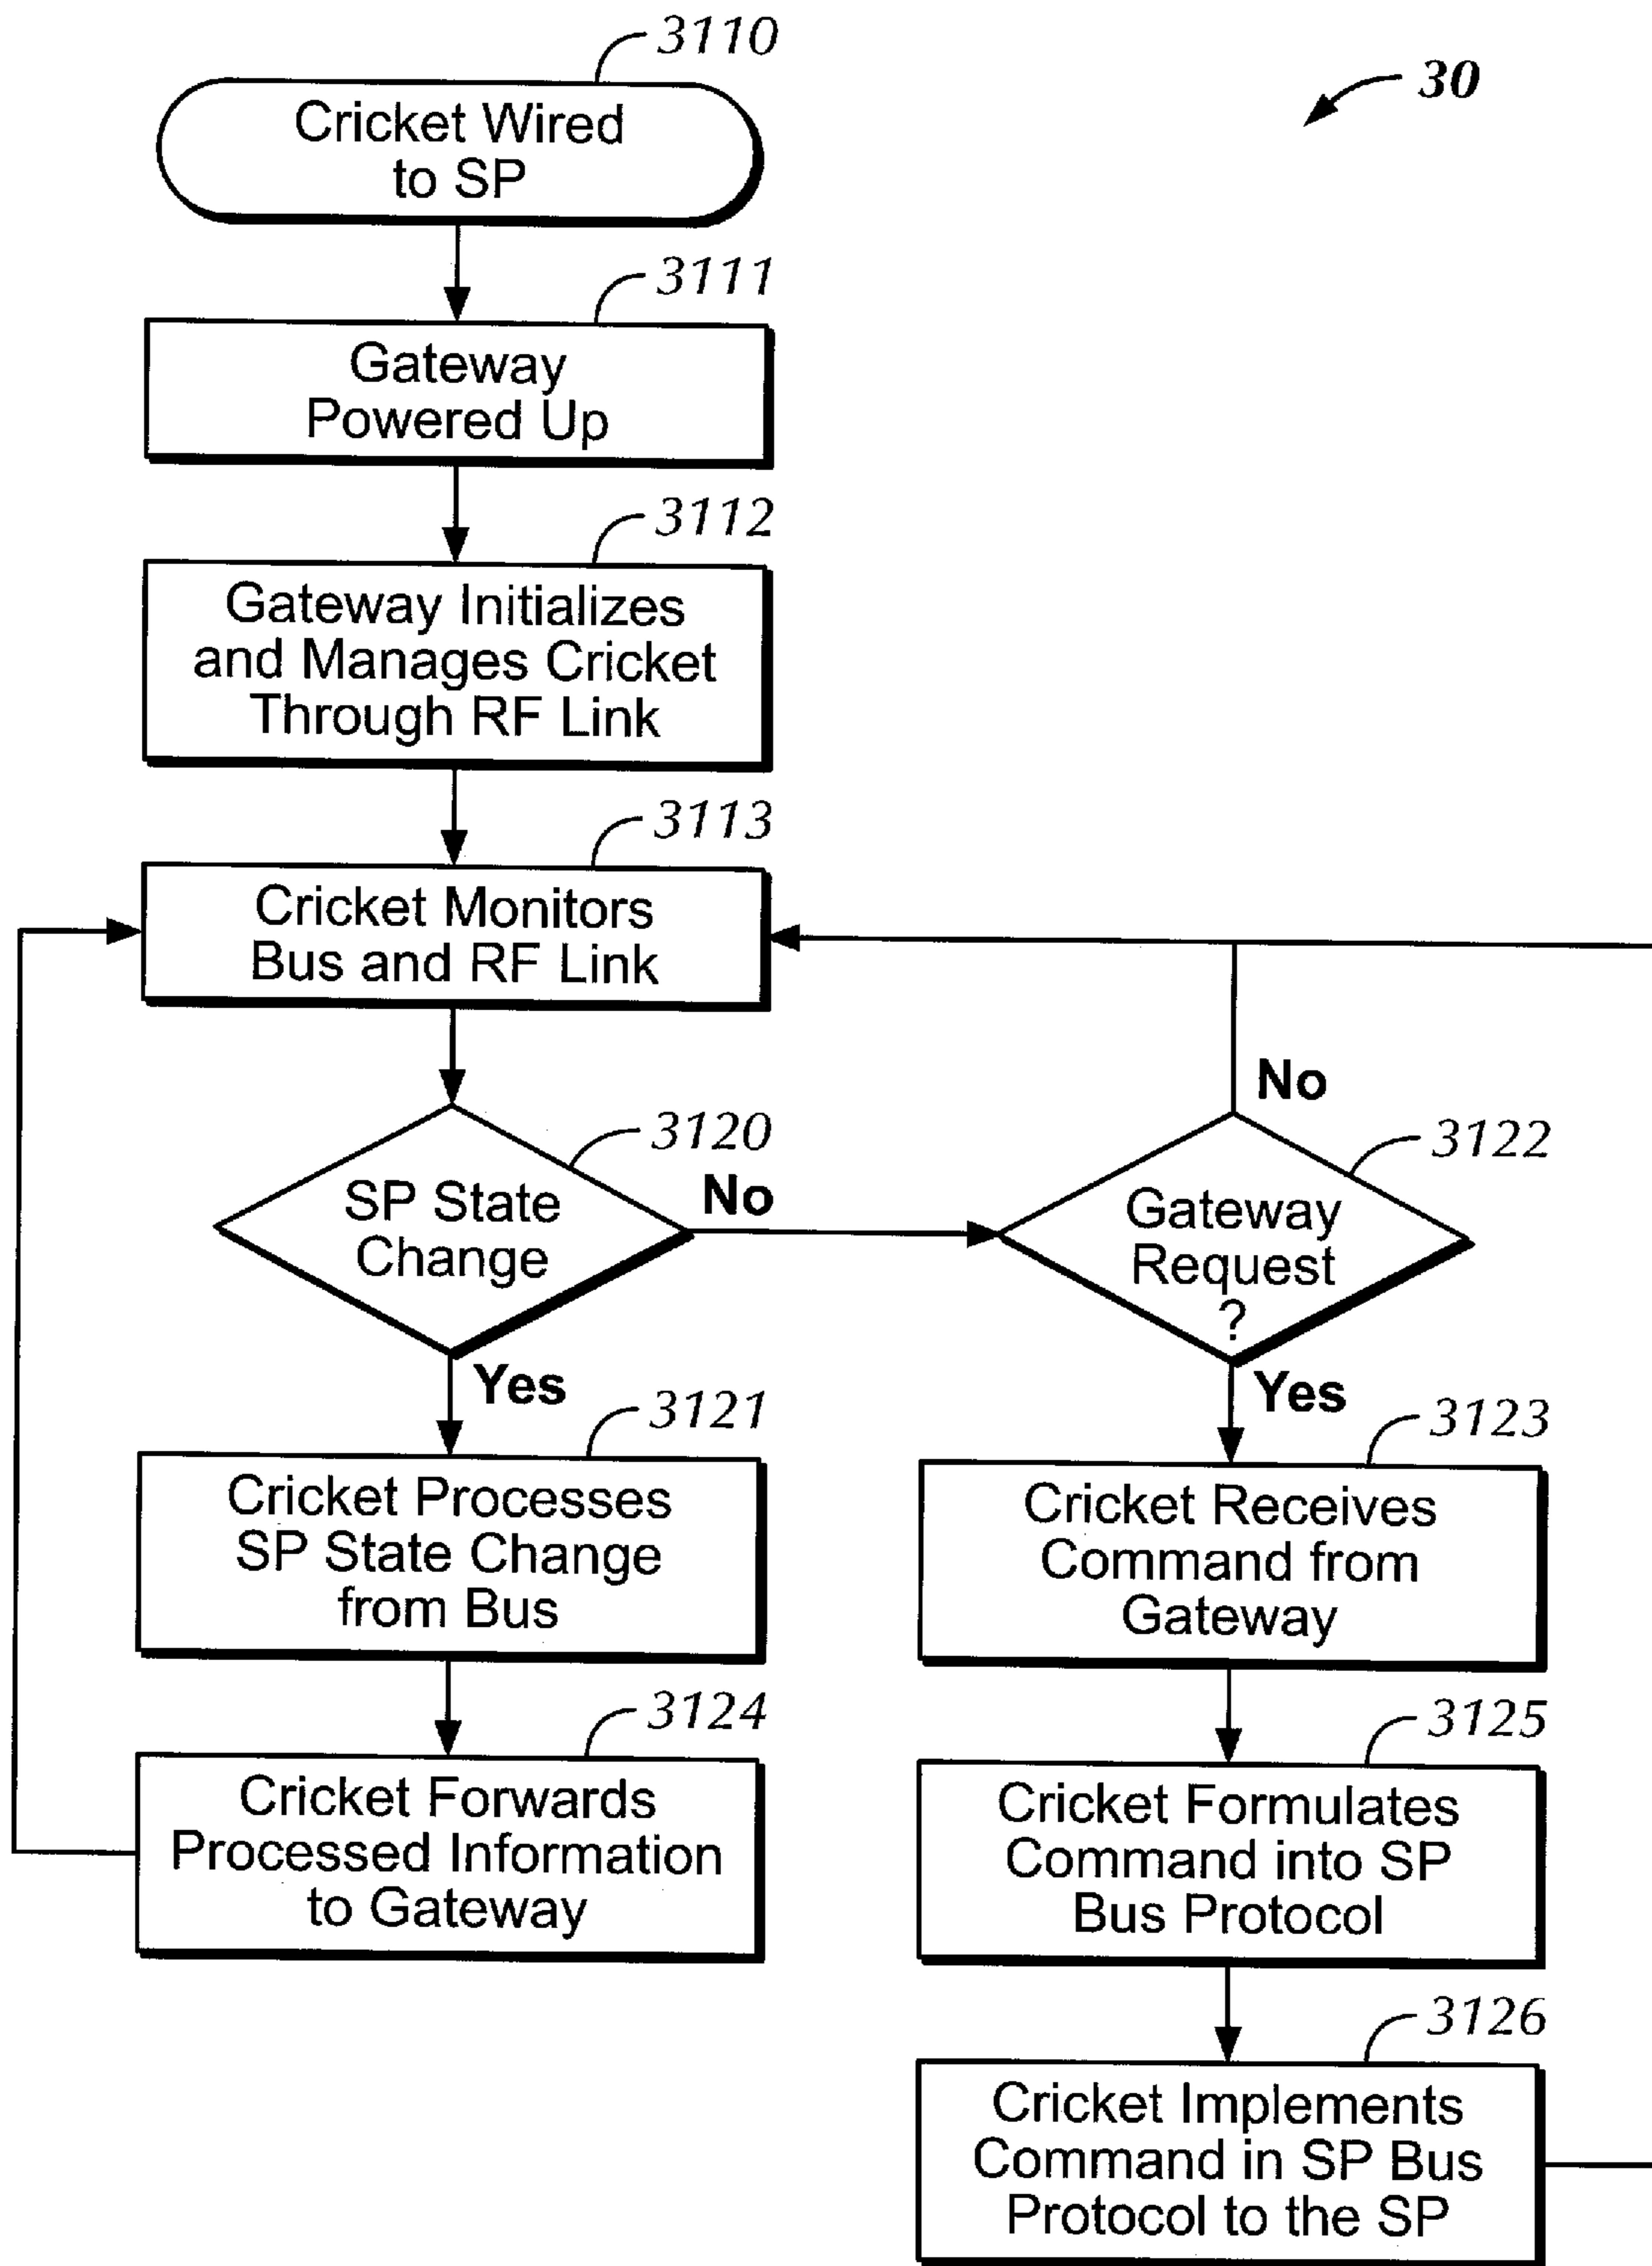 3110
30
Cricket Wired
to SP
3111
Gateway
Powered Up
3112
Gateway Initializes
and Manages Cricket
Through RF Link
3113
Cricket Monitors
Bus and RF Link
No
3120
3122
SP State
Change
No
Gateway
Request
?
Yes
Yes
3121
3123
Cricket Processes
SP State Change
from Bus
Cricket Receives
Command from
Gateway
3124
3125
Cricket Forwards
Processed Information
to Gateway
Cricket Formulates
Command into SP
Bus Protocol
3126
Cricket Implements
Command in SP Bus
Protocol to the SP